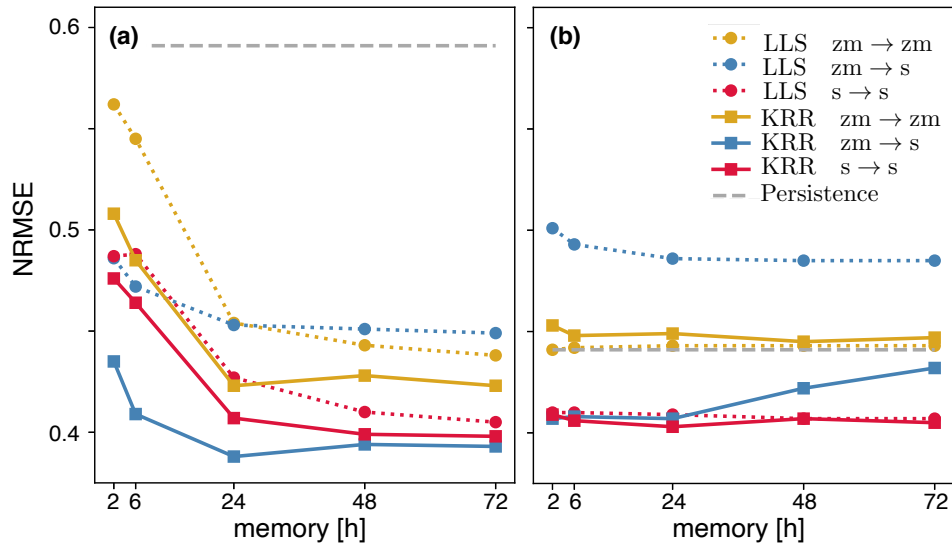 0.6
0.5
0.4
NRMSE
(a)
2 6 24 48 72
memory [h]
(b)
LLS zm → zm
LLS zm → s
LLS s → s
KRR zm → zm
KRR zm → s
KRR s → s
Persistence
2 6 24 48 72
memory [h]